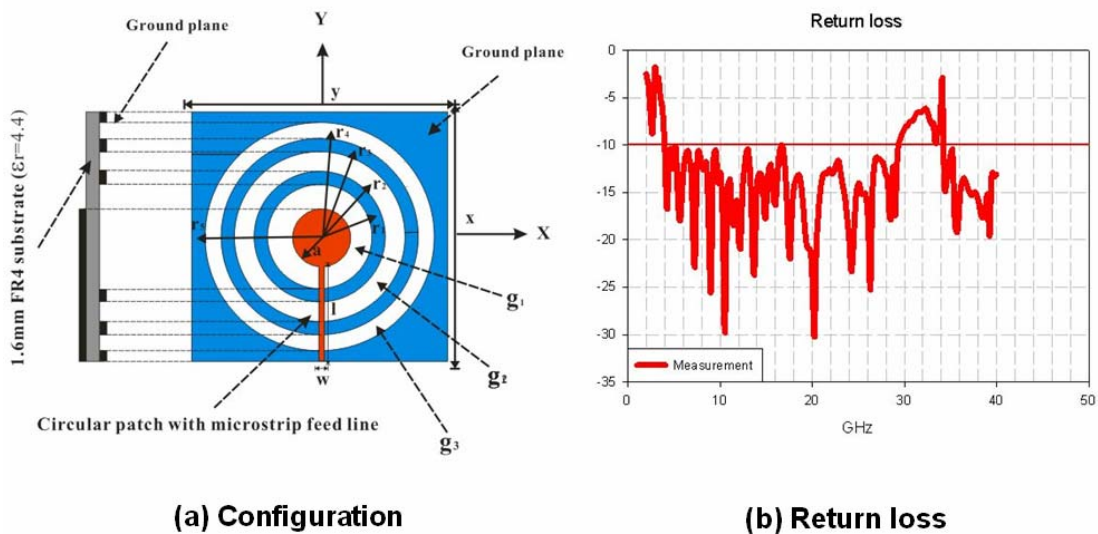 Ground plane
Y
Ground plane
y
1.6mm FR4 substrate (εr=4.4)
r4
r3
r2
r1
r5
a
x
X
g1
l
g2
w
Circular patch with microstrip feed line
g3
(a) Configuration
Return loss
0
-5
-10
-15
-20
-25
-30
-35
Measurement
0 10 20 30 40 50
GHz
(b) Return loss